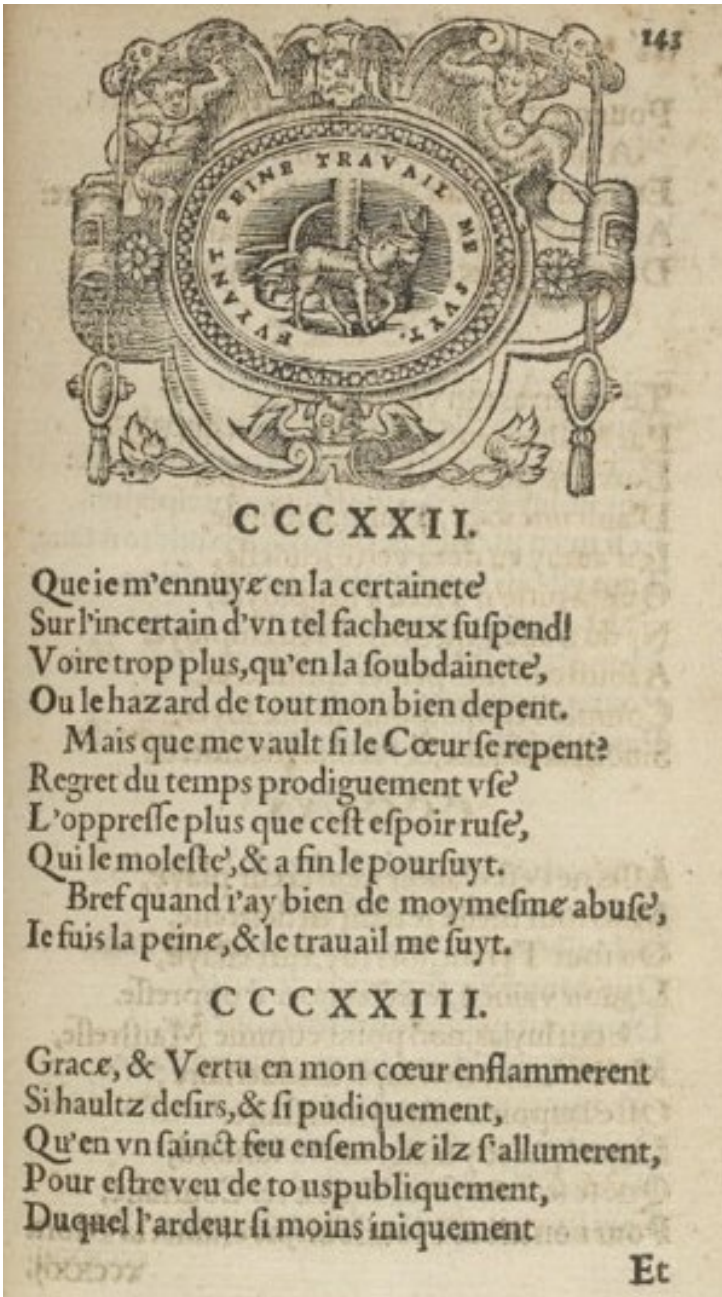 143
FVYANT PEINE TRAVAIL ME SVYT.
CCCXXII.
Que ie m'ennuye en la certaineté
Sur l'incertain d'vn tel facheux ſuſpend!
Voire trop plus, qu'en la ſoubdaineté,
Ou le hazard de tout mon bien depent.
Mais que me vault ſi le Cœur ſe repent?
Regret du temps prodiguement vſé
L'oppreſſe plus que ceſt eſpoir ruſé,
Qui le moleſté, & a fin le pourſuyt.
Bref quand i'ay bien de moymeſme abuſé,
Ie fuis la peine, & le trauail me ſuyt.
CCCXXIII.
Grace, & Vertu en mon cœur enflammerent
Si haultz deſirs, & ſi pudiquement,
Qu'en vn ſainct feu enſemble ilz ſ'allumerent,
Pour eſtre veu de to uspubliquement,
Duquel l'ardeur ſi moins iniquement
Et